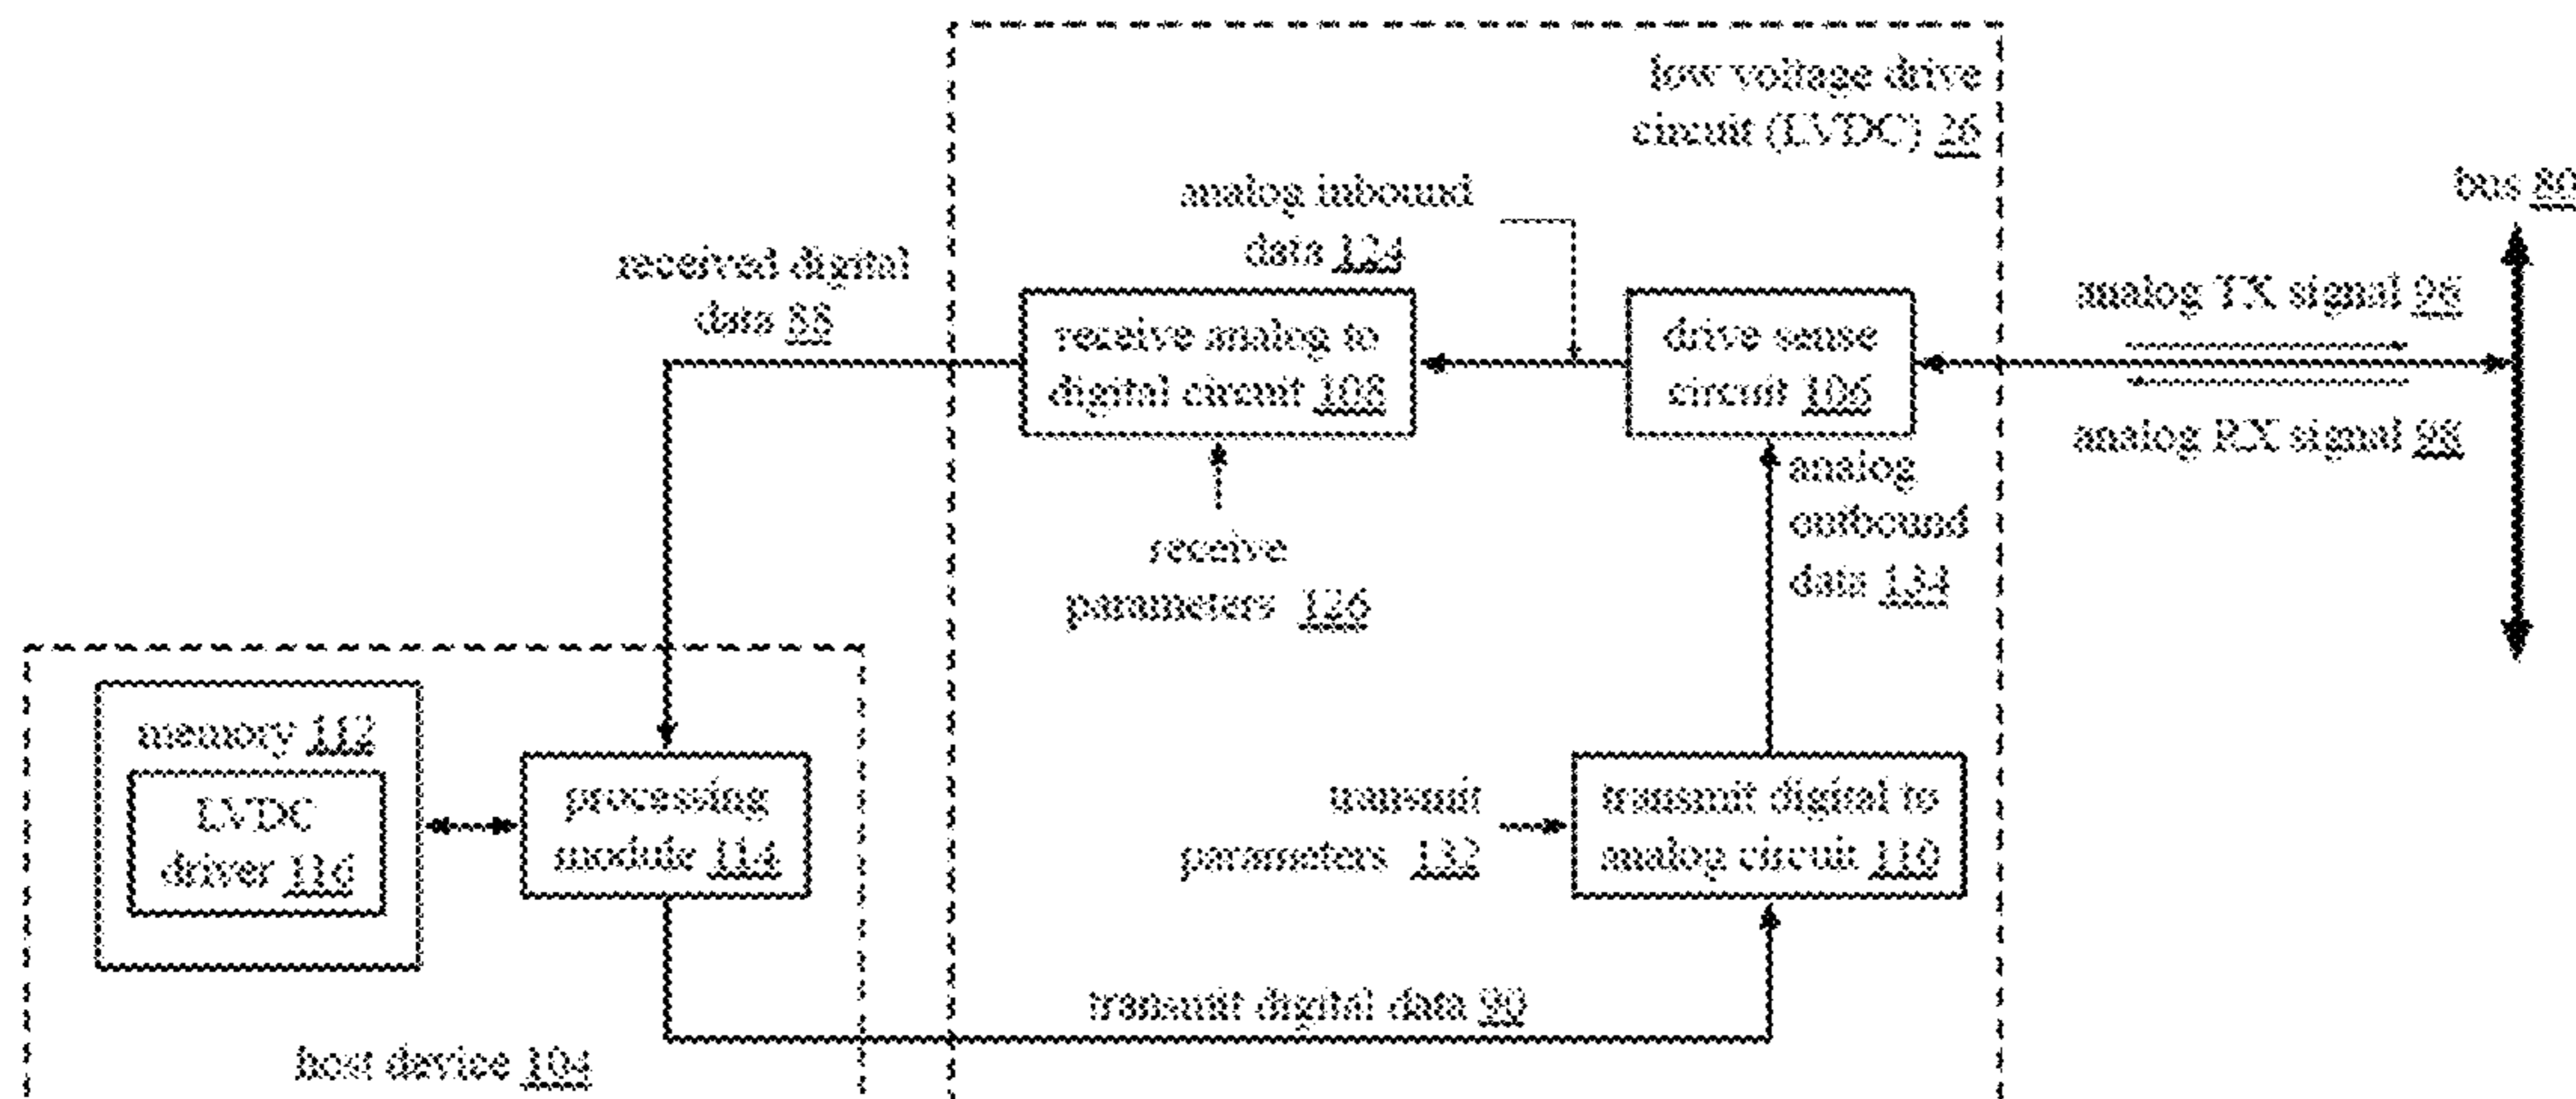 low voltage drive
circuit (LVDC) 26
bus 80
analog inbound
data 124
received digital
data 88
analog TX signal 96
receive analog to
digital circuit 108
drive sense
circuit 106
analog RX signal 98
analog
outbound
data 134
receive
parameters 126
memory 112
LVDC
driver 116
processing
module 114
transmit
parameters 132
transmit digital to
analog circuit 110
transmit digital data 90
host device 104